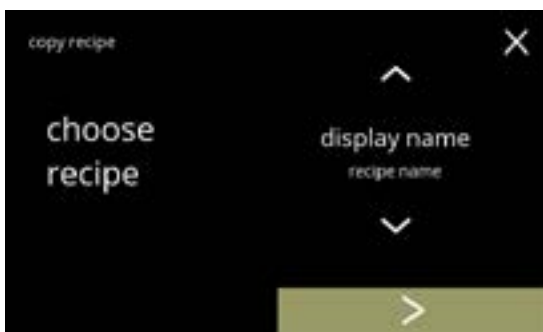 copy recipe
choose
recipe
display name
recipe name